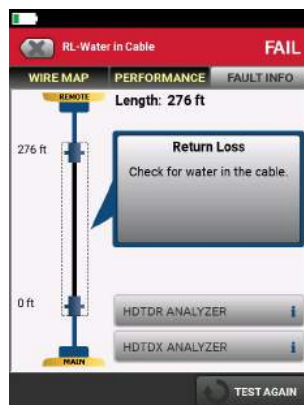 RL-Water in Cable
FAIL
WIRE MAP
PERFORMANCE
FAULT INFO
REMOTE
Length: 276 ft
276 ft
Return Loss
Check for water in the cable.
0 ft
HDTDR ANALYZER i
HDTDX ANALYZER i
MAIN
TEST AGAIN